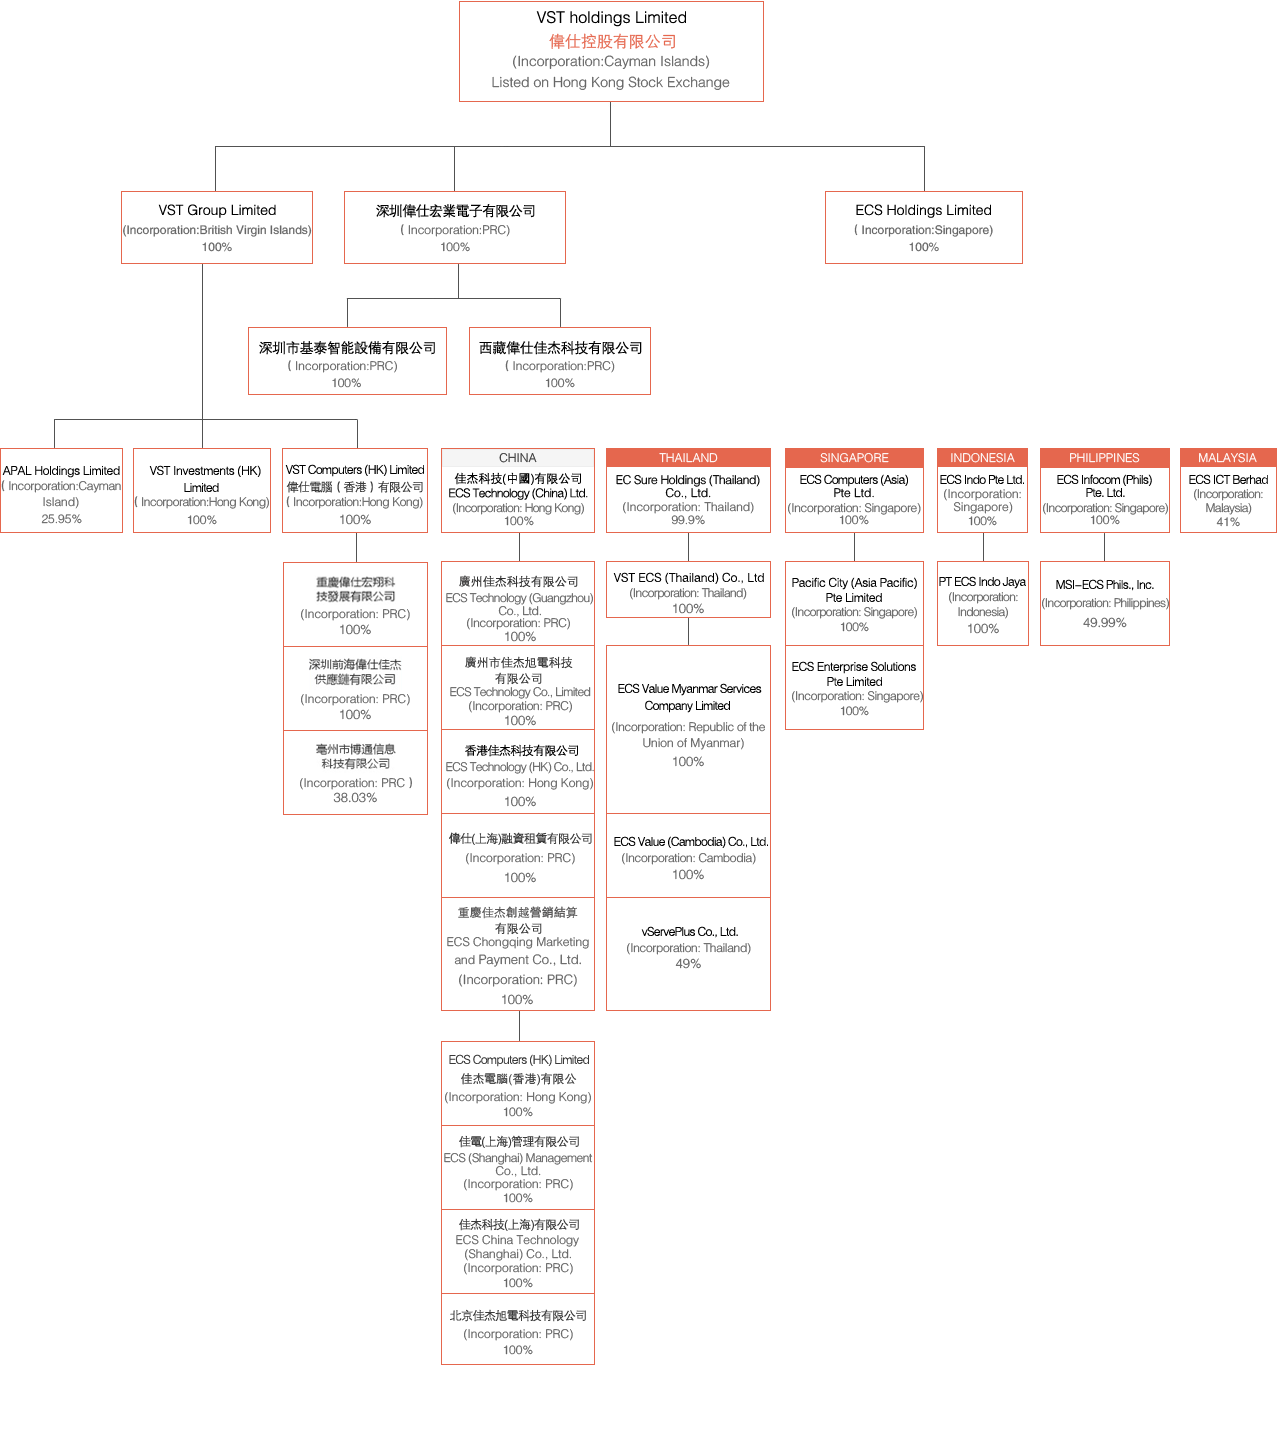 VST holdings Limited
偉仕控股有限公司
(Incorporation:Cayman Islands)
Listed on Hong Kong Stock Exchange
VST Group Limited
(Incorporation:British Virgin Islands)
100%
深圳偉仕宏業電子有限公司
( Incorporation:PRC)
100%
ECS Holdings Limited
( Incorporation:Singapore)
100%
深圳市基泰智能設備有限公司
( Incorporation:PRC)
100%
西藏偉仕佳杰科技有限公司
( Incorporation:PRC)
100%
APAL Holdings Limited
( Incorporation:Cayman
Island)
25.95%
VST Investments (HK)
Limited
( Incorporation:Hong Kong)
100%
VST Computers (HK) Limited
偉仕電腦 ( 香港 ) 有限公司
( Incorporation:Hong Kong)
100%
重慶偉仕宏翔科
技發展有限公司
(Incorporation: PRC)
100%
深圳前海偉仕佳杰
供應鏈有限公司
(Incorporation: PRC)
100%
亳州市博通信息
科技有限公司
(Incorporation: PRC )
38.03%
CHINA
佳杰科技(中國)有限公司
ECS Technology (China) Ltd.
(Incorporation: Hong Kong)
100%
廣州佳杰科技有限公司
ECS Technology (Guangzhou)
Co., Ltd.
(Incorporation: PRC)
100%
廣州市佳杰旭電科技
有限公司
ECS Technology Co., Limited
(Incorporation: PRC)
100%
香港佳杰科技有限公司
ECS Technology (HK) Co., Ltd.
(Incorporation: Hong Kong)
100%
偉仕(上海)融資租賃有限公司
(Incorporation: PRC)
100%
重慶佳杰創越營銷結算
有限公司
ECS Chongqing Marketing
and Payment Co., Ltd.
(Incorporation: PRC)
100%
ECS Computers (HK) Limited
佳杰電腦(香港)有限公
(Incorporation: Hong Kong)
100%
佳電(上海)管理有限公司
ECS (Shanghai) Management
Co., Ltd.
(Incorporation: PRC)
100%
佳杰科技(上海)有限公司
ECS China Technology
(Shanghai) Co., Ltd.
(Incorporation: PRC)
100%
北京佳杰旭電科技有限公司
(Incorporation: PRC)
100%
THAILAND
EC Sure Holdings (Thailand)
Co., Ltd.
(Incorporation: Thailand)
99.9%
VST ECS (Thailand) Co., Ltd
(Incorporation: Thailand)
100%
ECS Value Myanmar Services
Company Limited
(Incorporation: Republic of the
Union of Myanmar)
100%
ECS Value (Cambodia) Co., Ltd.
(Incorporation: Cambodia)
100%
vServePlus Co., Ltd.
(Incorporation: Thailand)
49%
SINGAPORE
ECS Computers (Asia)
Pte Ltd.
(Incorporation: Singapore)
100%
Pacific City (Asia Pacific)
Pte Limited
(Incorporation: Singapore)
100%
ECS Enterprise Solutions
Pte Limited
(Incorporation: Singapore)
100%
INDONESIA
ECS Indo Pte Ltd.
(Incorporation:
Singapore)
100%
PT ECS Indo Jaya
(Incorporation:
Indonesia)
100%
PHILIPPINES
ECS Infocom (Phils)
Pte. Ltd.
(Incorporation: Singapore)
100%
MSI-ECS Phils., Inc.
(Incorporation: Philippines)
49.99%
MALAYSIA
ECS ICT Berhad
(Incorporation:
Malaysia)
41%